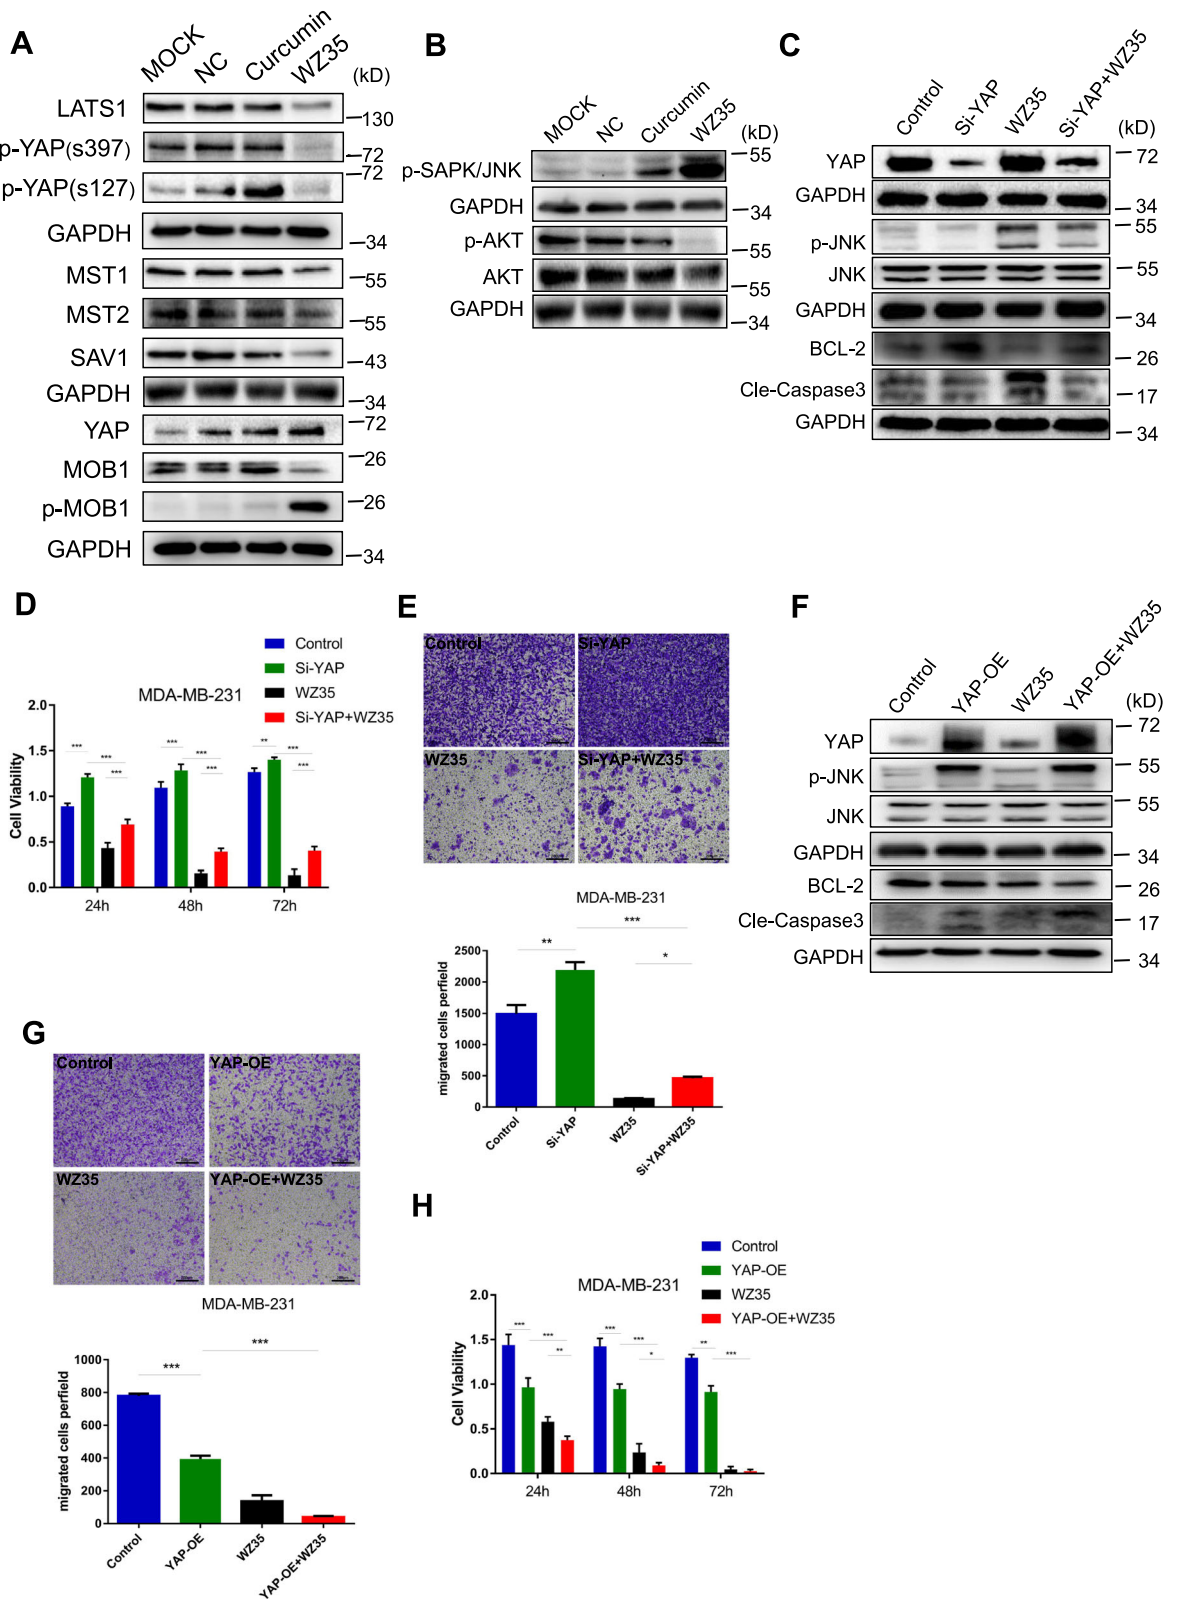 A
MOCK NC Curcumin WZ35 (kD)
LATS1 130
p-YAP(s397) 72
p-YAP(s127) 72
GAPDH 34
MST1 55
MST2 55
SAV1 43
GAPDH 34
YAP 72
MOB1 26
p-MOB1 26
GAPDH 34
B
MOCK NC Curcumin WZ35 (kD)
p-SAPK/JNK 55
GAPDH 34
p-AKT 55
AKT 55
GAPDH 34
C
Control Si-YAP WZ35 Si-YAP+WZ35 (kD)
YAP 72
GAPDH 34
p-JNK 55
JNK 55
GAPDH 34
BCL-2 26
Cle-Caspase3 17
GAPDH 34
D
Control
Si-YAP
WZ35
Si-YAP+WZ35
MDA-MB-231
Cell Viability
2.0
1.5
1.0
0.5
0.0
*** *** *** *** *** *** ** *** ***
24h 48h 72h
E
Control Si-YAP
WZ35 Si-YAP+WZ35
MDA-MB-231
migrated cells perfield
2500
2000
1500
1000
500
0
** *** *
Control Si-YAP WZ35 Si-YAP+WZ35
F
Control YAP-OE WZ35 YAP-OE+WZ35 (kD)
YAP 72
p-JNK 55
JNK 55
GAPDH 34
BCL-2 26
Cle-Caspase3 17
GAPDH 34
G
Control YAP-OE
WZ35 YAP-OE+WZ35
MDA-MB-231
migrated cells perfield
1000
800
600
400
200
0
*** ***
Control YAP-OE WZ35 YAP-OE+WZ35
H
Control
YAP-OE
WZ35
YAP-OE+WZ35
MDA-MB-231
Cell Viability
2.0
1.5
1.0
0.5
0.0
*** *** ** *** *** * ** ***
24h 48h 72h